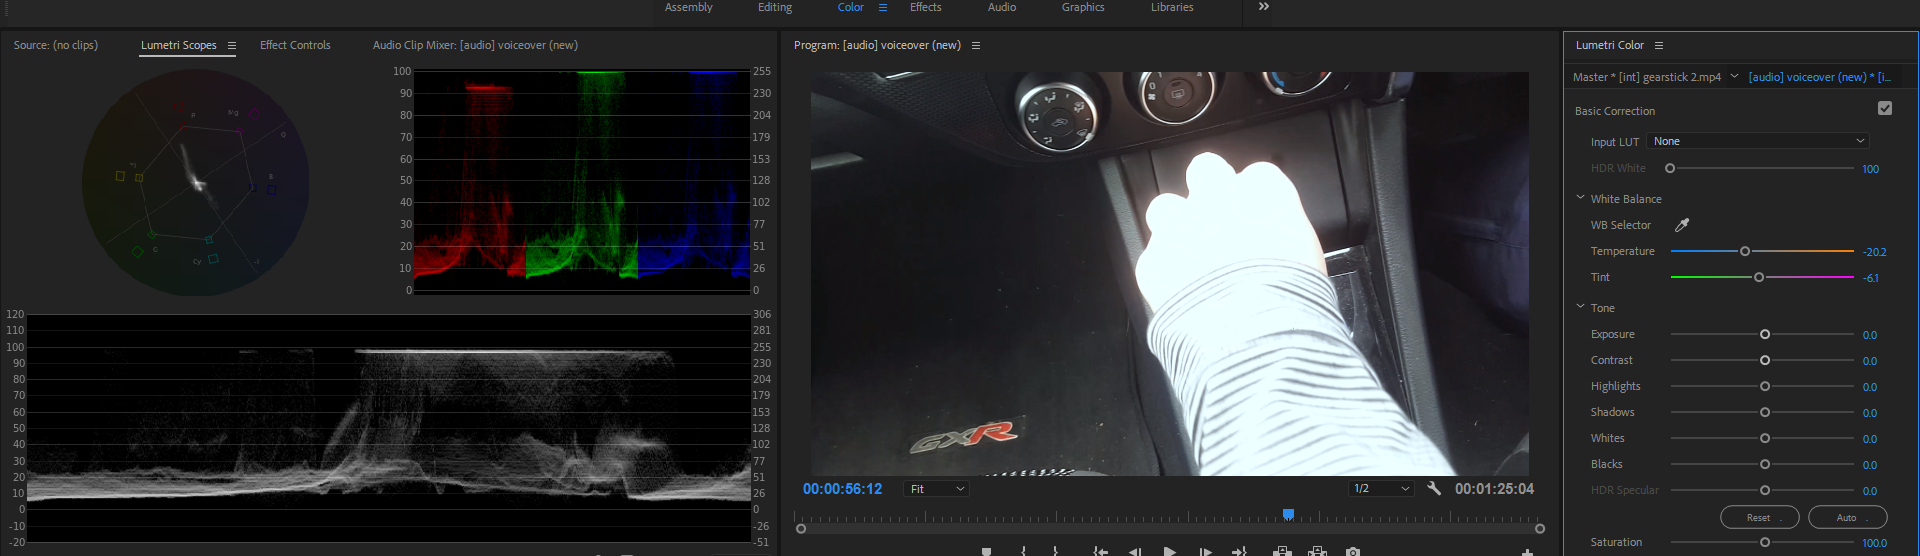 Assembly Editing Color Effects Audio Graphics Libraries
Source: (no clips) Lumetri Scopes Effect Controls Audio Clip Mixer: [audio] voiceover (new)
Program: [audio] voiceover (new)
Lumetri Color
Master * [int] gearstick 2.mp4 [audio] voiceover (new) * [i...
Basic Correction
Input LUT None
HDR White 100
White Balance
WB Selector
Temperature -20.2
Tint -6.1
Tone
Exposure 0.0
Contrast 0.0
Highlights 0.0
Shadows 0.0
Whites 0.0
Blacks 0.0
HDR Specular 0.0
Reset Auto
Saturation 100.0
R
B
G
Cy
100 255
90 230
80 204
70 179
60 153
50 128
40 102
30 77
20 51
10 26
0 0
120 306
110 281
100 255
90 230
80 204
70 179
60 153
50 128
40 102
30 77
20 51
10 26
0 0
-10 -26
-20 -51
GXR
00:00:56:12 Fit 1/2 00:01:25:04